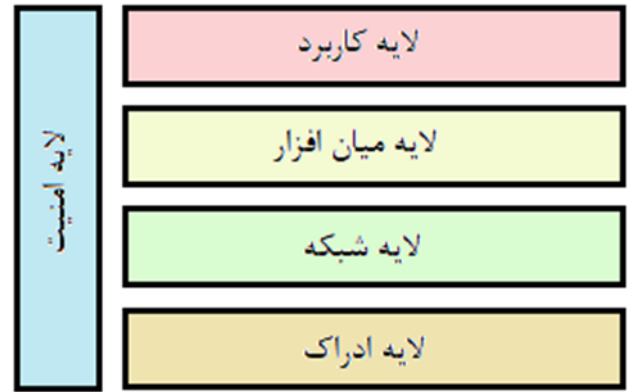 لایه کاربرد
لایه میان افزار
لایه شبکه
لایه ادراک
لایه امنیت